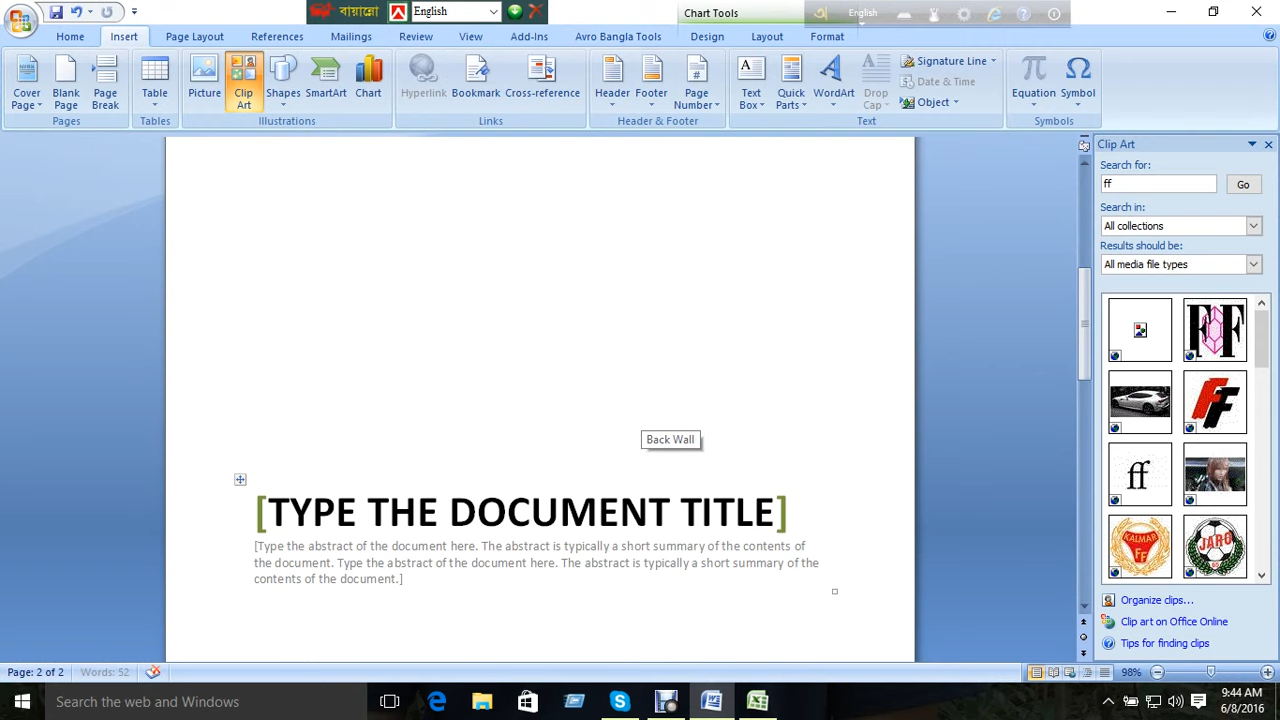 বায়ান্নো
English
Chart Tools
English
Home
Insert
Page Layout
References
Mailings
Review
View
Add-Ins
Avro Bangla Tools
Design
Layout
Format
Cover Page
Blank Page
Page Break
Table
Picture
Clip Art
Shapes
SmartArt
Chart
Hyperlink
Bookmark
Cross-reference
Header
Footer
Page Number
Text Box
Quick Parts
WordArt
Drop Cap
Signature Line
Date & Time
Object
Equation
Symbol
Pages
Tables
Illustrations
Links
Header & Footer
Text
Symbols
Clip Art
Search for:
ff
Go
Search in:
All collections
Results should be:
All media file types
FF
ff
KALMAR
FF
JARO
Organize clips...
Clip art on Office Online
Tips for finding clips
Back Wall
[TYPE THE DOCUMENT TITLE]
[Type the abstract of the document here. The abstract is typically a short summary of the contents of
the document. Type the abstract of the document here. The abstract is typically a short summary of the
contents of the document.]
Page: 2 of 2
Words: 52
98%
Search the web and Windows
9:44 AM
6/8/2016